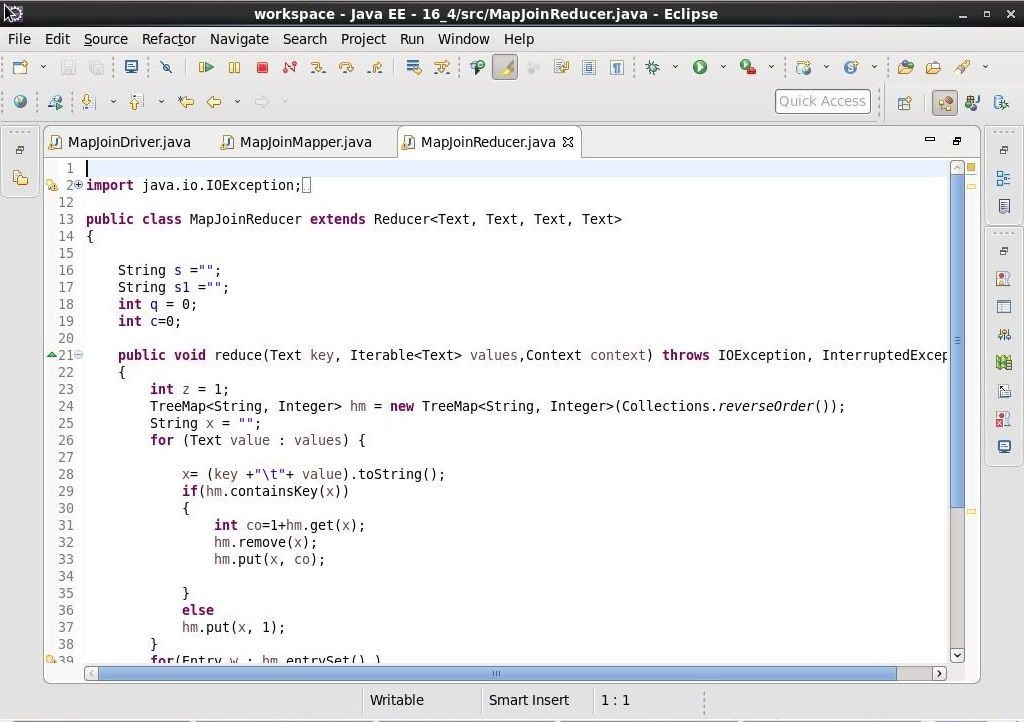 workspace - Java EE - 16_4/src/MapJoinReducer.java - Eclipse
File Edit Source Refactor Navigate Search Project Run Window Help
Quick Access
MapJoinDriver.java MapJoinMapper.java MapJoinReducer.java
1
2 import java.io.IOException;
12
13 public class MapJoinReducer extends Reducer<Text, Text, Text, Text>
14 {
15
16 String s ="";
17 String s1 ="";
18 int q = 0;
19 int c=0;
20
21 public void reduce(Text key, Iterable<Text> values,Context context) throws IOException, InterruptedExcep
22 {
23 int z = 1;
24 TreeMap<String, Integer> hm = new TreeMap<String, Integer>(Collections.reverseOrder());
25 String x = "";
26 for (Text value : values) {
27
28 x= (key +"\t"+ value).toString();
29 if(hm.containsKey(x))
30 {
31 int co=1+hm.get(x);
32 hm.remove(x);
33 hm.put(x, co);
34
35 }
36 else
37 hm.put(x, 1);
38 }
39 for(Entry w : hm.entrySet() )
Writable Smart Insert 1 : 1